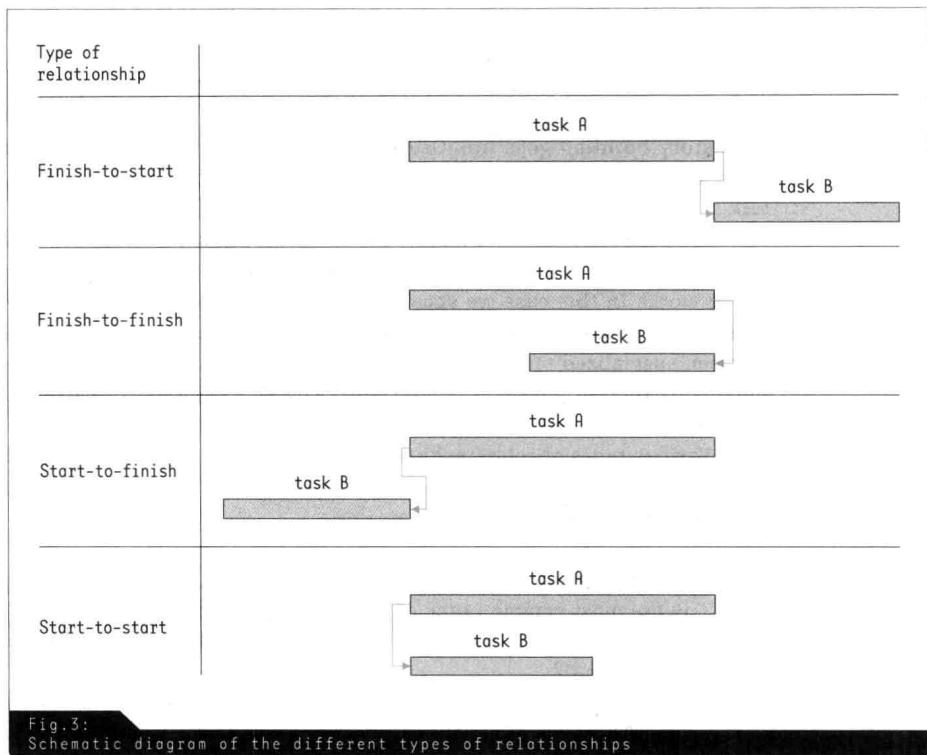 Type of
relationship
task A
Finish-to-start
task B
task A
Finish-to-finish
task B
task A
Start-to-finish
task B
task A
Start-to-start
task B
Fig.3:
Schematic diagram of the different types of relationships